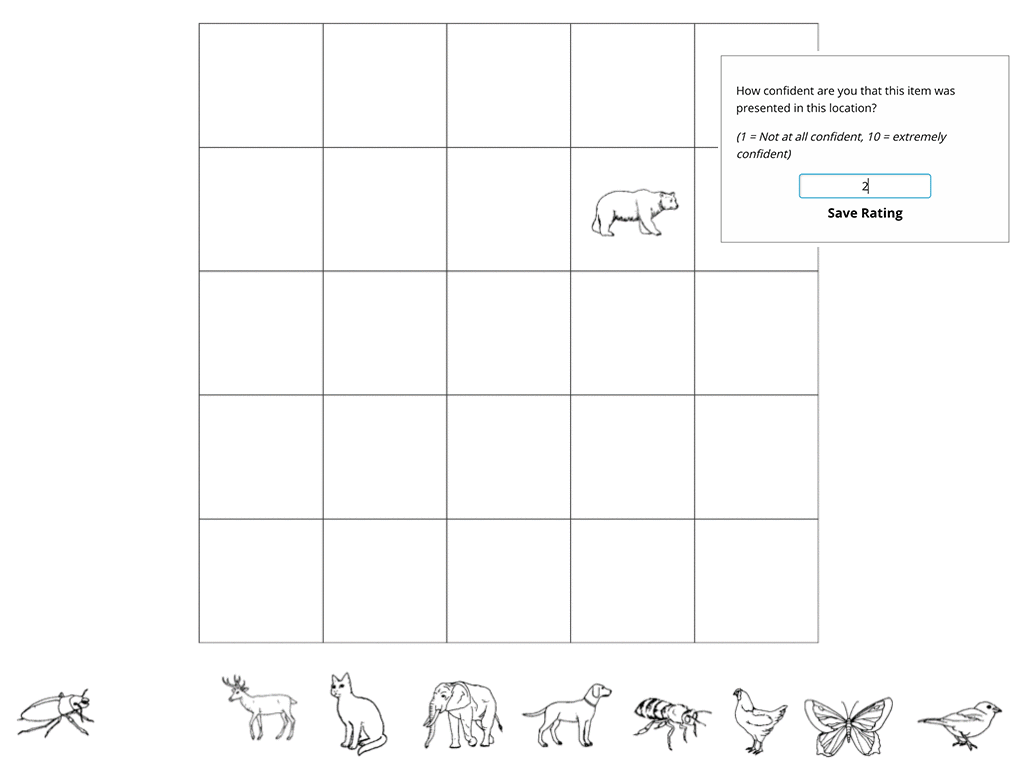 How confident are you that this item was
presented in this location?
(1 = Not at all confident, 10 = extremely
confident)
2
Save Rating